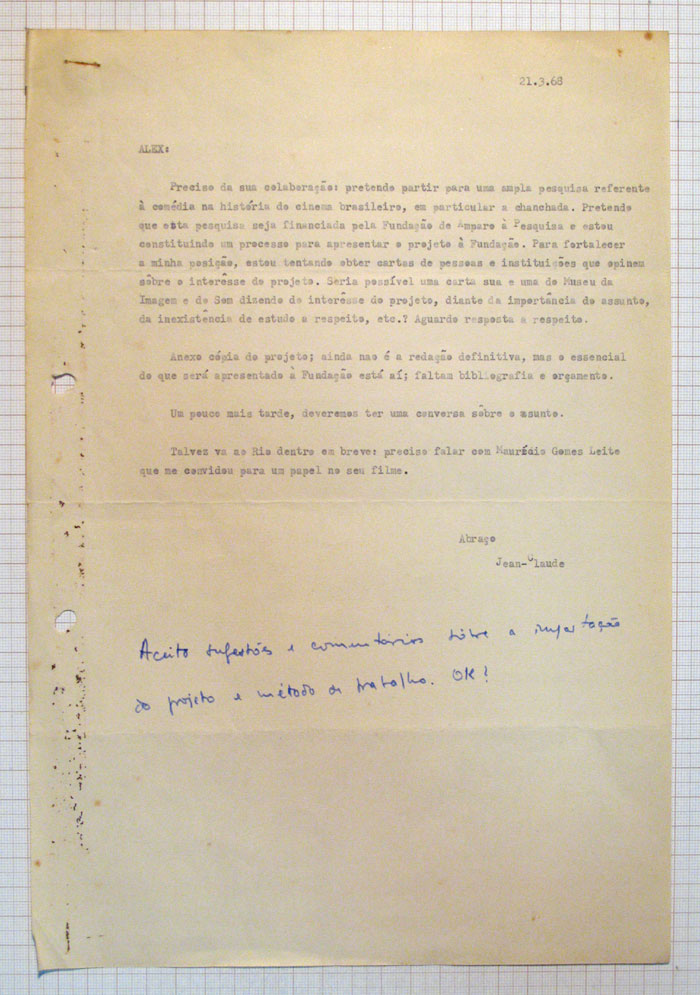 21.3.68
ALEX:
Preciso da sua colaboração: pretendo partir para uma ampla pesquisa referente
à comédia na história do cinema brasileiro, em particular a chanchada. Pretendo
que esta pesquisa seja financiada pela Fundação de Amparo à Pesquisa e estou
constituindo um processo para apresentar o projeto à Fundação. Para fortalecer
a minha posição, estou tentando obter cartas de pessoas e instituições que opinem
sôbre o interêsse do projeto. Seria possível uma carta sua e uma do Museu da
Imagem e do Som dizendo do interêsse do projeto, diante da importância do assunto,
da inexistência de estudo a respeito, etc.? Aguardo resposta a respeito.
Anexo cópia do projeto; ainda nao é a redação definitiva, mas o essencial
do que será apresentado à Fundação está aí; faltam bibliografia e orçamento.
Um pouco mais tarde, deveremos ter uma conversa sôbre o asunto.
Talvez va ao Rio dentro em breve: preciso falar com Maurício Gomes Leite
que me convidou para um papel no seu filme.
Abraço
Jean-Claude
Aceito sugestões e comentários sôbre a
do projeto e método de trabalho. OK?